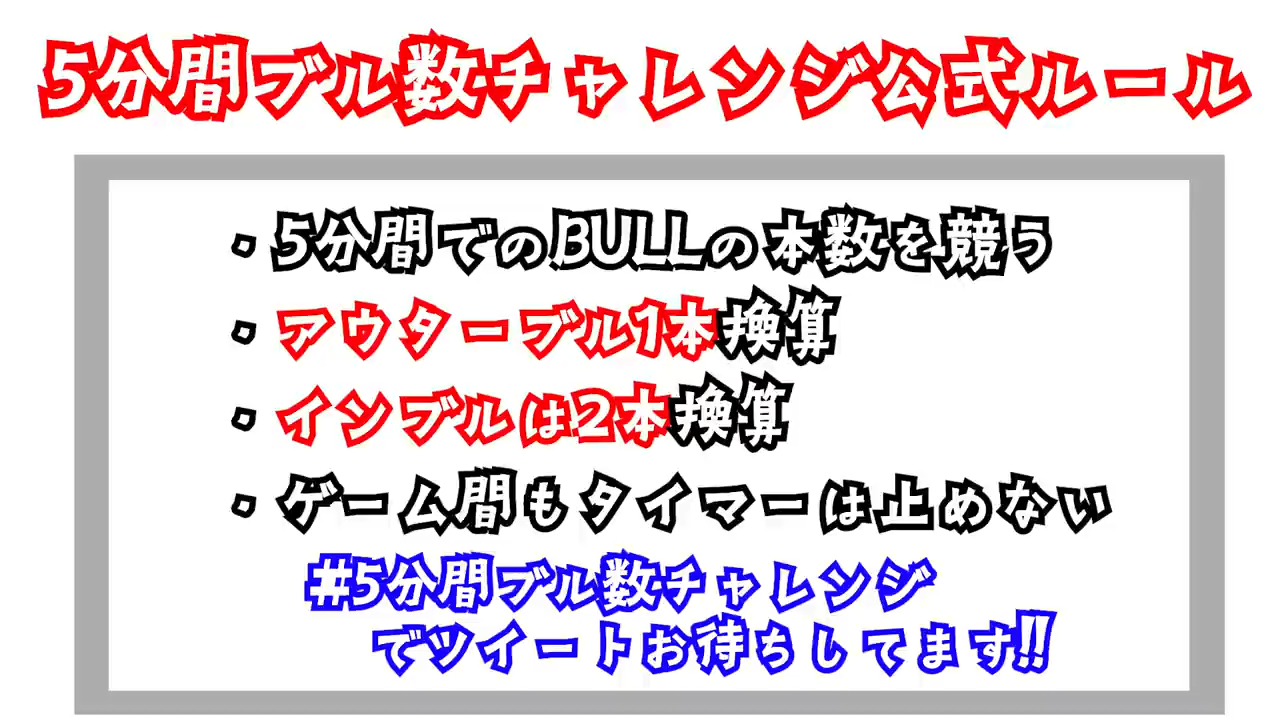 5分間ブル数チャレンジ公式ルール
・5分間でのBULLの本数を競う
・アウターブル1本換算
・インブルは2本換算
・ゲーム間もタイマーは止めない
#5分間ブル数チャレンジ
でツイートお待ちしてます!!